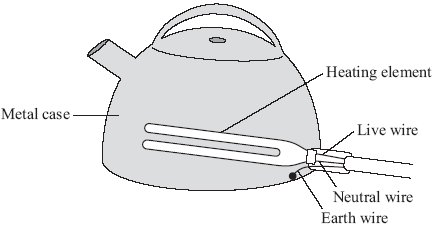 Heating element
Metal case
Live wire
Neutral wire
Earth wire